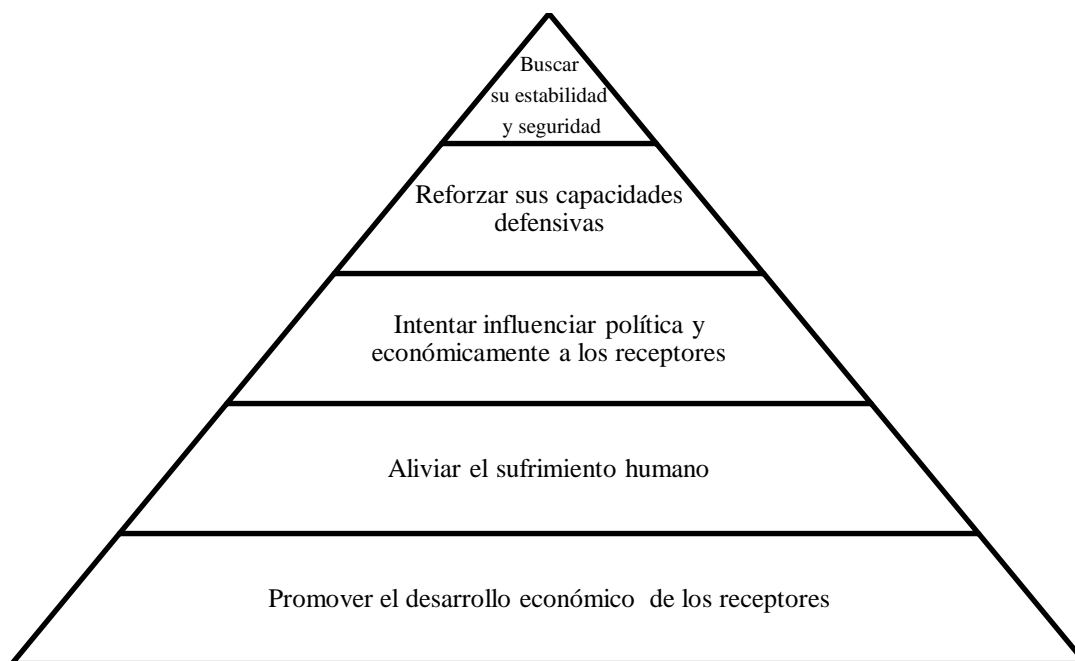 Buscar
su estabilidad
y seguridad
Reforzar sus capacidades
defensivas
Intentar influenciar política y
económicamente a los receptores
Aliviar el sufrimiento humano
Promover el desarrollo económico de los receptores